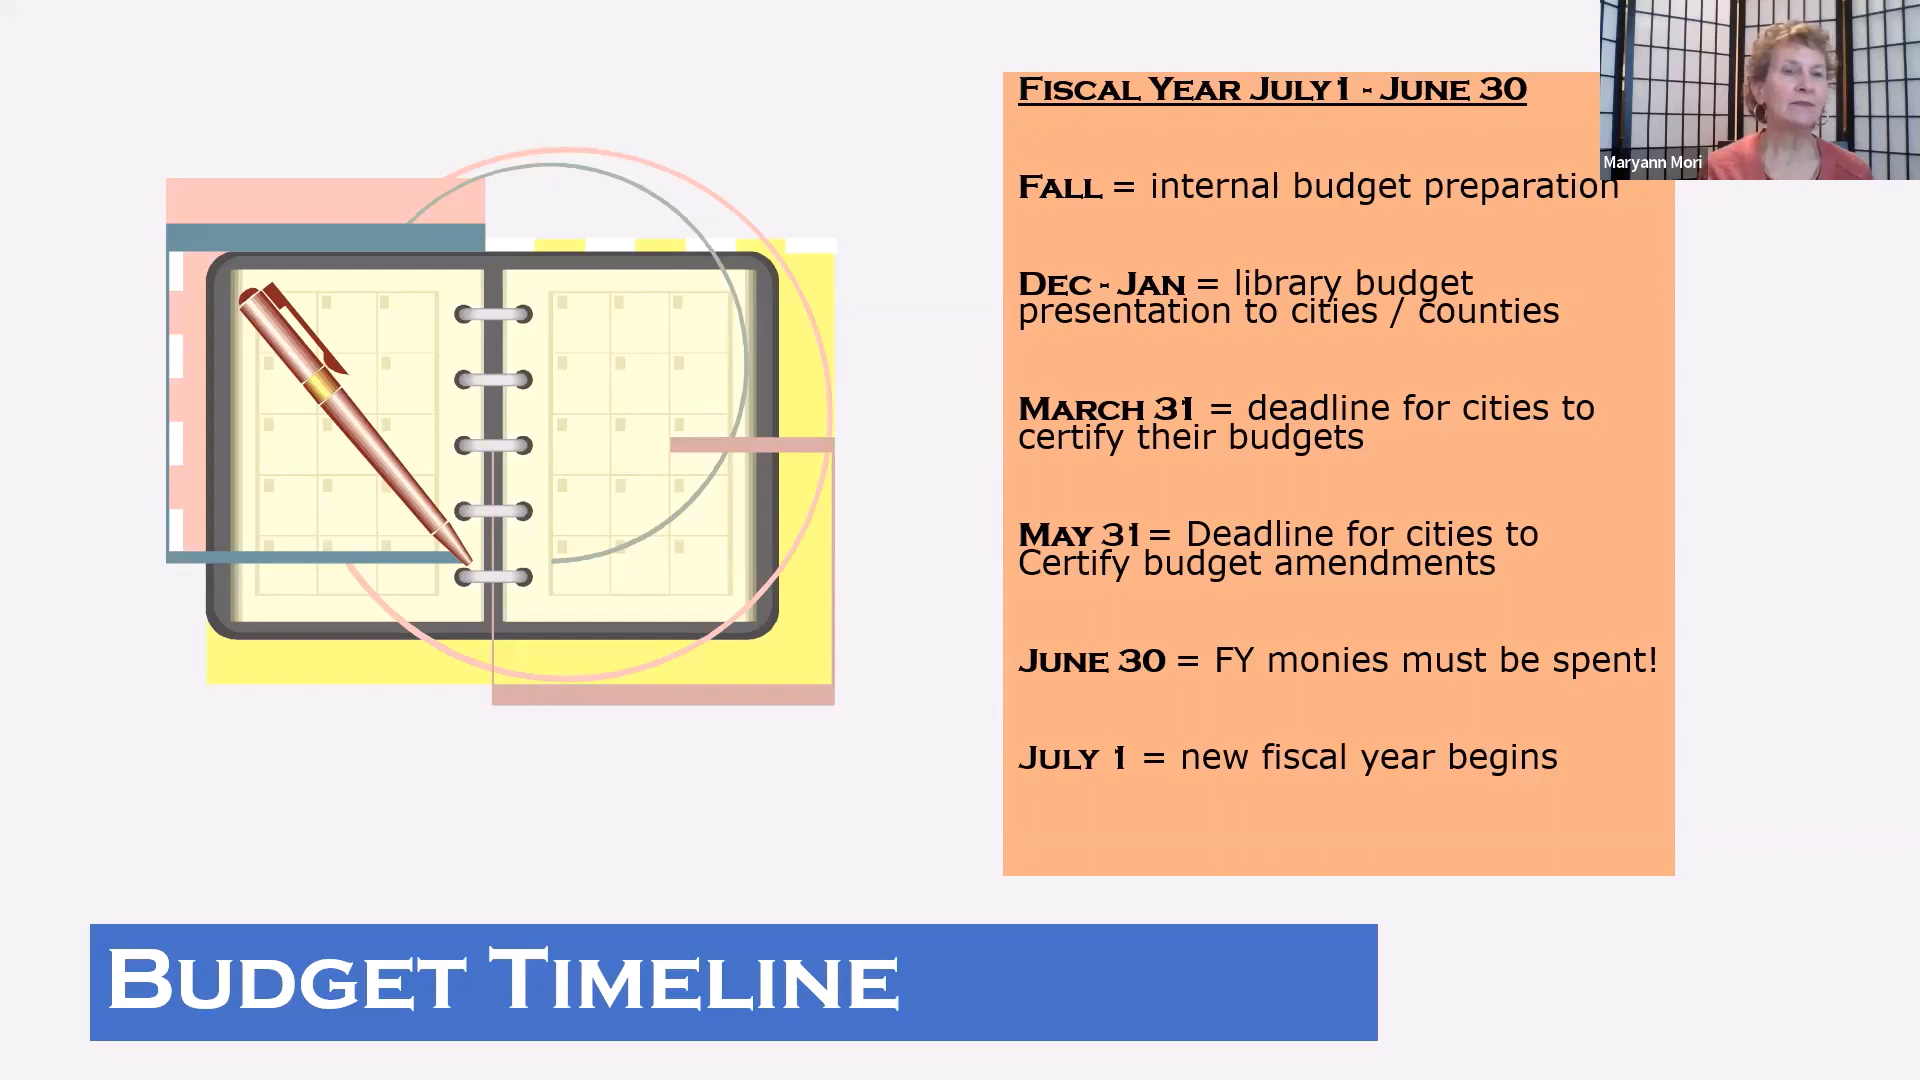 Fiscal Year July 1 - June 30
Maryann Mori
Fall = internal budget preparation
Dec - Jan = library budget
presentation to cities / counties
March 31 = deadline for cities to
certify their budgets
May 31 = Deadline for cities to
Certify budget amendments
June 30 = FY monies must be spent!
July 1 = new fiscal year begins
Budget Timeline